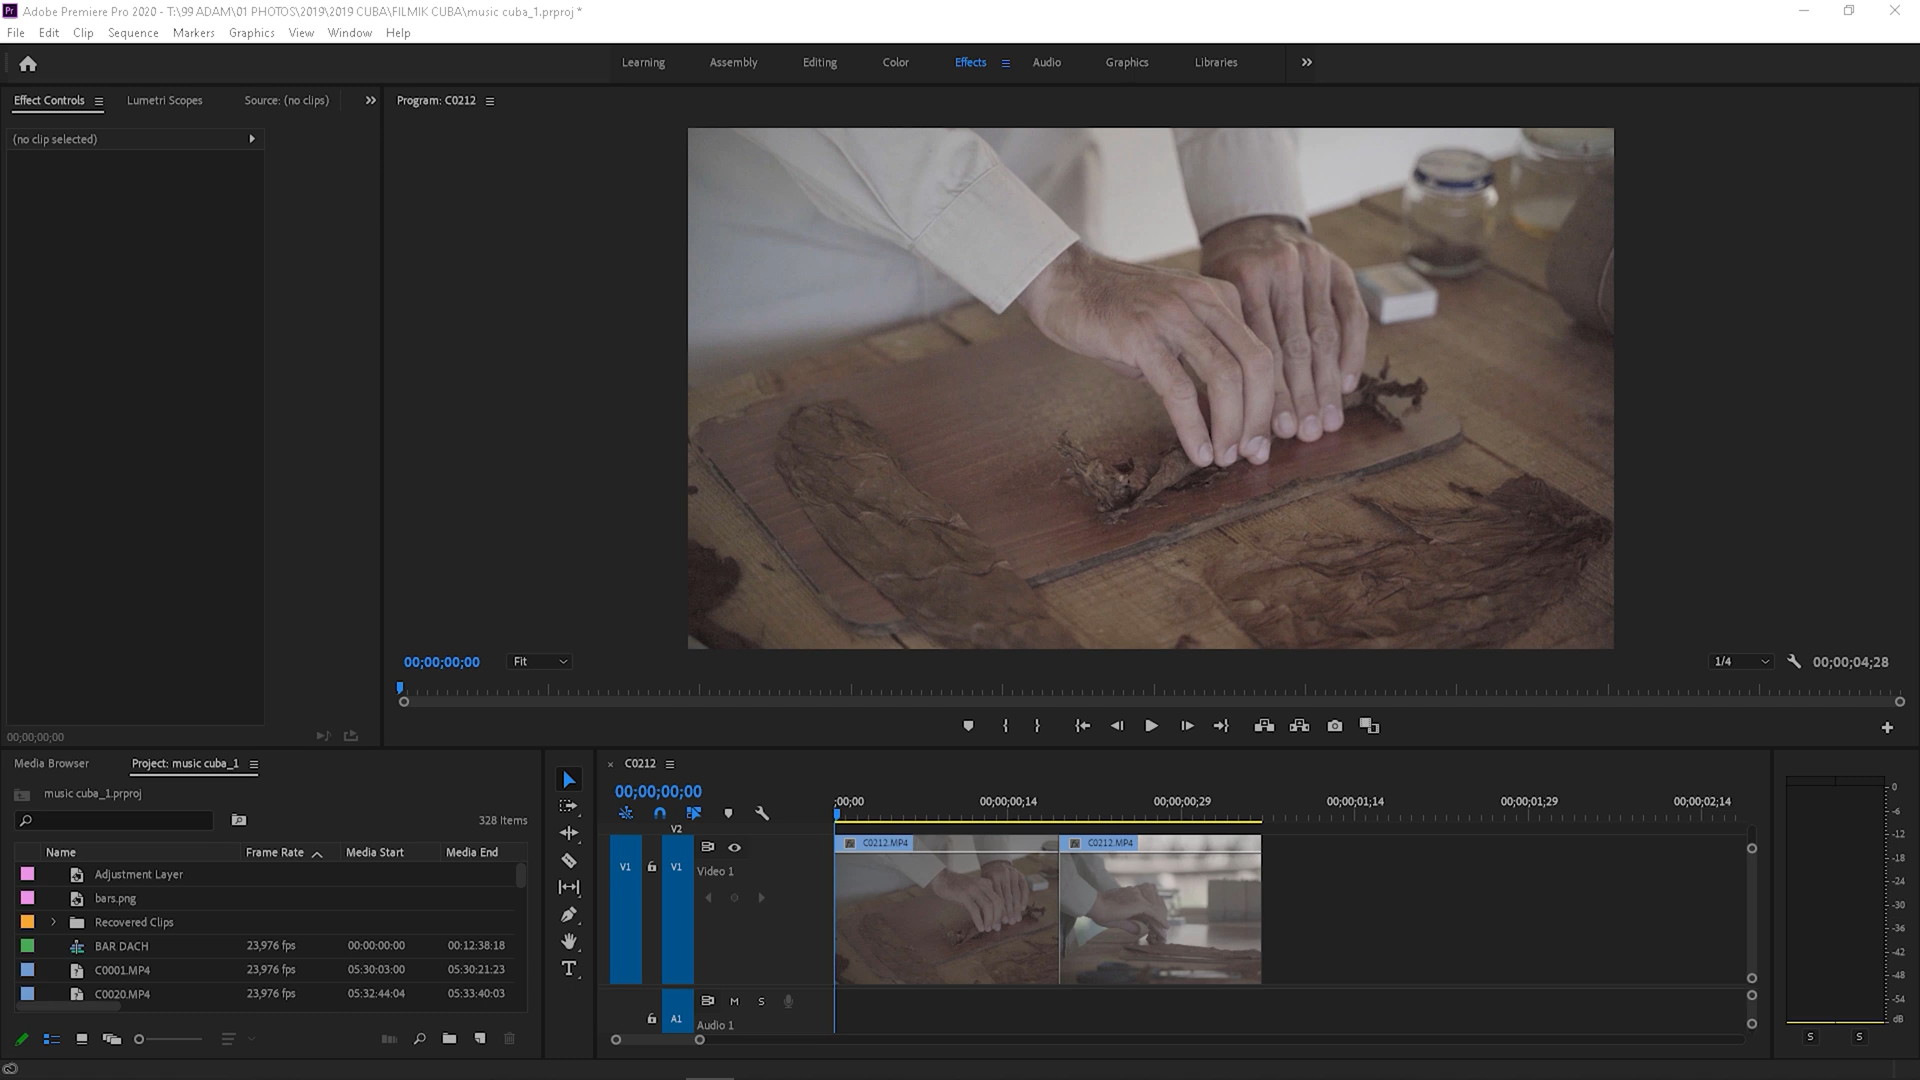 Adobe Premiere Pro 2020 - T:\99 ADAM\01 PHOTOS\2019\2019 CUBA\FILMIK CUBA\music cuba_1.prproj *
File Edit Clip Sequence Markers Graphics View Window Help
Learning Assembly Editing Color Effects Audio Graphics Libraries
Effect Controls Lumetri Scopes Source: (no clips) Program: C0212
(no clip selected)
00;00;00;00 Fit 1/4 00;00;04;28
00;00;00;00
Media Browser Project: music cuba_1
music cuba_1.prproj
328 Items
Name Frame Rate Media Start Media End
Adjustment Layer
bars.png
Recovered Clips
BAR DACH 23,976 fps 00:00:00:00 00:12:38:18
C0001.MP4 23,976 fps 05:30:03:00 05:30:21:23
C0020.MP4 23,976 fps 05:32:44:04 05:33:40:03
C0212
00;00;00;00
;00;00 00;00;00;14 00;00;00;29 00;00;01;14 00;00;01;29 00;00;02;14
V2
V1 V1 Video 1
C0212.MP4 C0212.MP4
M S
A1 Audio 1
0
-6
-12
-18
-24
-30
-36
-42
-48
-54
dB
S S